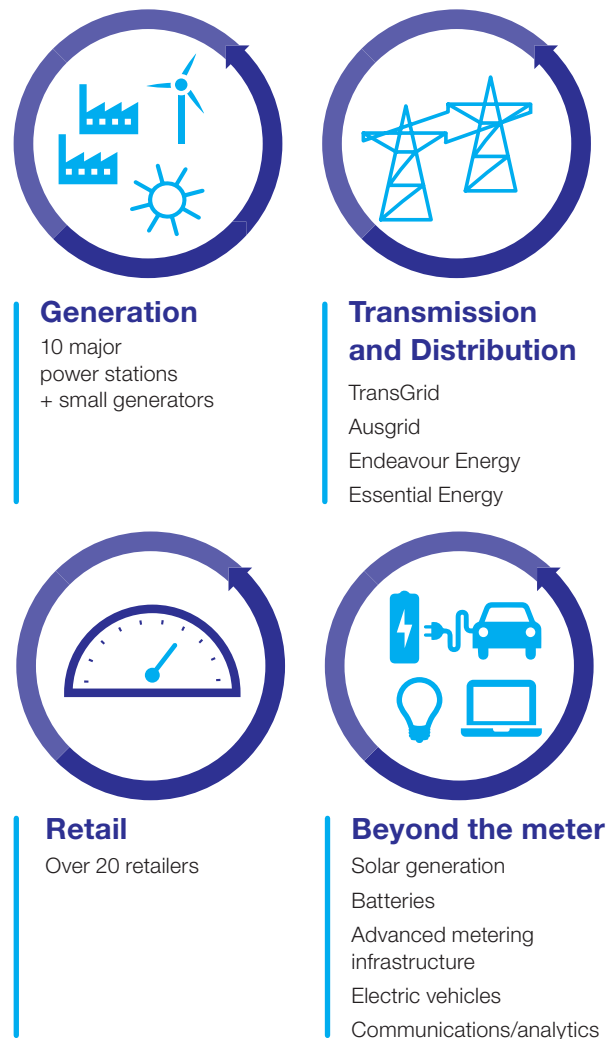 Generation
10 major
power stations
+ small generators
Transmission
and Distribution
TransGrid
Ausgrid
Endeavour Energy
Essential Energy
Retail
Over 20 retailers
Beyond the meter
Solar generation
Batteries
Advanced metering
infrastructure
Electric vehicles
Communications/analytics